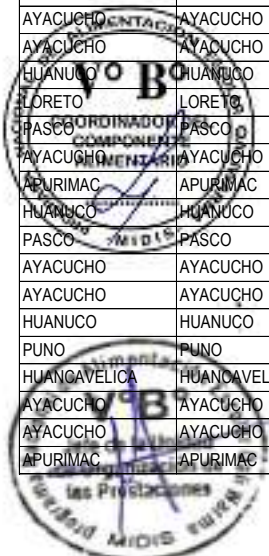 AYACUCHO AYACUCHO
AYACUCHO AYACUCHO
HUANUCO HUANUCO
LORETO LORETO
PASCO PASCO
AYACUCHO AYACUCHO
APURIMAC APURIMAC
HUANUCO HUANUCO
PASCO PASCO
AYACUCHO AYACUCHO
AYACUCHO AYACUCHO
HUANUCO HUANUCO
PUNO PUNO
HUANCAVELICA HUANCAVEL
AYACUCHO AYACUCHO
AYACUCHO AYACUCHO
APURIMAC APURIMAC
V° B°
COORDINADOR DEL
COMPONENTE
ALIMENTARIO
MIDIS
V° B°
las Prestaciones
MIDIS